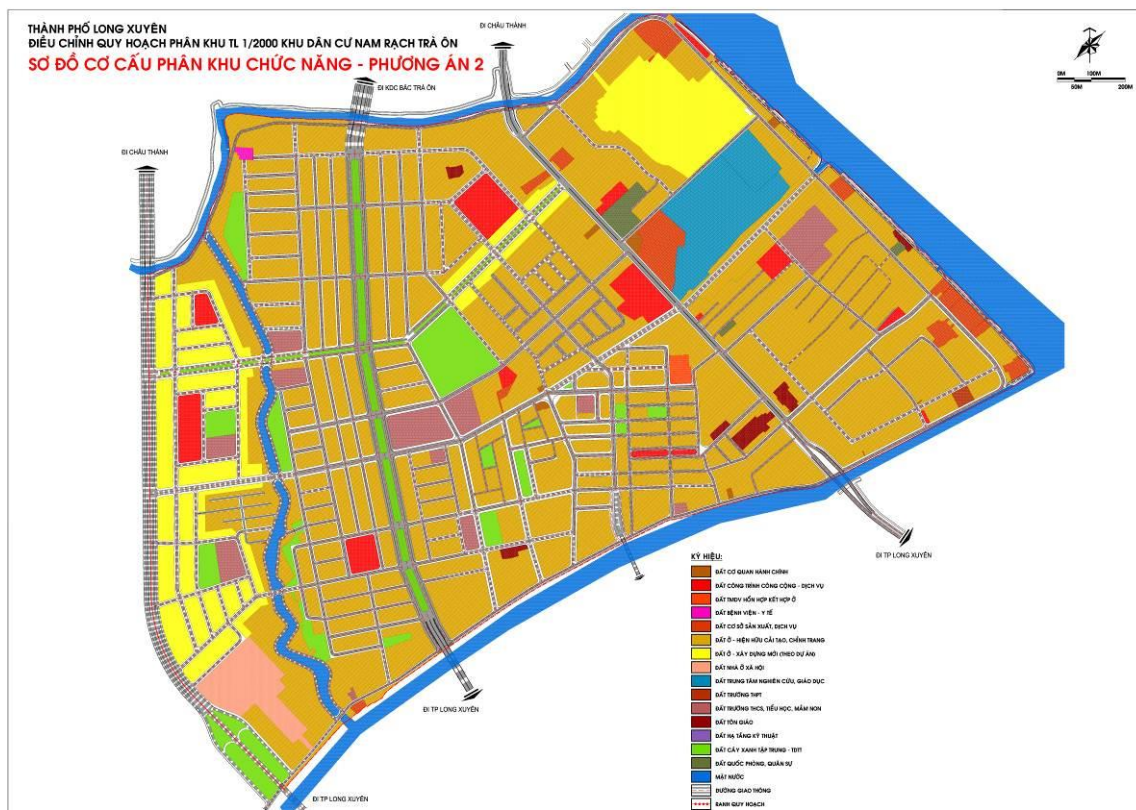 THÀNH PHỐ LONG XUYÊN
ĐIỀU CHỈNH QUY HOẠCH PHÂN KHU TL 1/2000 KHU DÂN CƯ NAM RẠCH TRÀ ÔN
SƠ ĐỒ CƠ CẤU PHÂN KHU CHỨC NĂNG - PHƯƠNG ÁN 2
ĐI CHÂU THÀNH
ĐI KDC BẮC TRÀ ÔN
ĐI CHÂU THÀNH
0M 100M
50M 200M
ĐI TP LONG XUYÊN
ĐI TP LONG XUYÊN
ĐI TP LONG XUYÊN
KÝ HIỆU:
ĐẤT CƠ QUAN HÀNH CHÍNH
ĐẤT CÔNG TRÌNH CÔNG CỘNG - DỊCH VỤ
ĐẤT TMDV HỖN HỢP KẾT HỢP Ở
ĐẤT BỆNH VIỆN - Y TẾ
ĐẤT CƠ SỞ SẢN XUẤT, DỊCH VỤ
ĐẤT Ở - HIỆN HỮU CẢI TẠO, CHỈNH TRANG
ĐẤT Ở - XÂY DỰNG MỚI (THEO DỰ ÁN)
ĐẤT NHÀ Ở XÃ HỘI
ĐẤT TRUNG TÂM NGHIÊN CỨU, GIÁO DỤC
ĐẤT TRƯỜNG THPT
ĐẤT TRƯỜNG THCS, TIỂU HỌC, MẦM NON
ĐẤT TÔN GIÁO
ĐẤT HẠ TẦNG KỸ THUẬT
ĐẤT CÂY XANH TẬP TRUNG - TDTT
ĐẤT QUỐC PHÒNG, QUÂN SỰ
MẶT NƯỚC
ĐƯỜNG GIAO THÔNG
RANH QUY HOẠCH